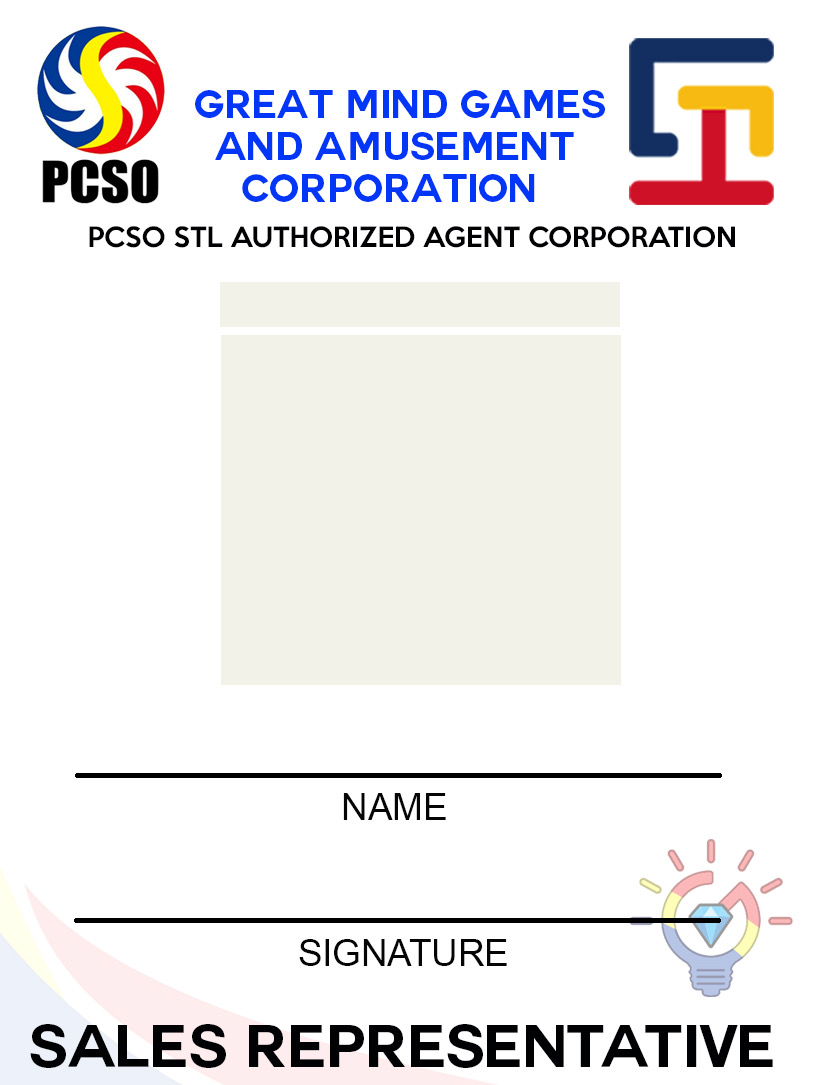 PCSO
GREAT MIND GAMES
AND AMUSEMENT
CORPORATION
PCSO STL AUTHORIZED AGENT CORPORATION
NAME
SIGNATURE
SALES REPRESENTATIVE